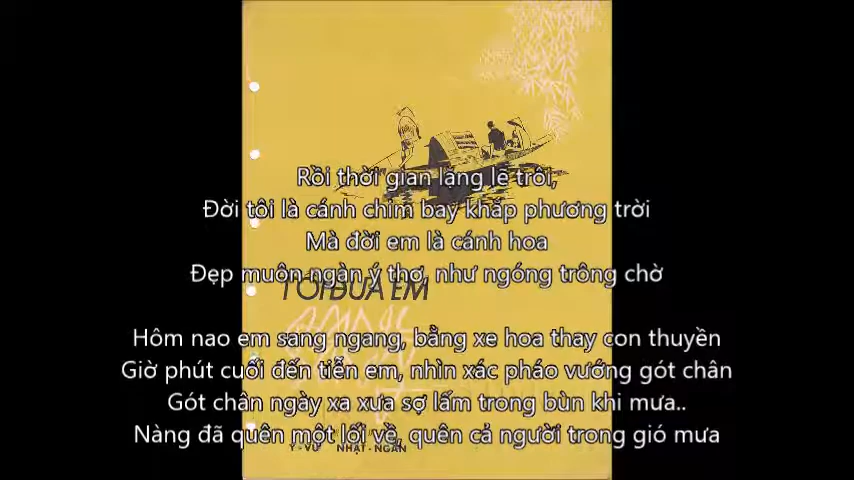 Rồi thời gian lặng lẽ trôi,
Đời tôi là cánh chim bay khắp phương trời
Mà đời em là cánh hoa
Đẹp muôn ngàn ý thơ, như ngóng trông chờ
TÔI ĐƯA EM
Hôm nao em sang ngang, bằng xe hoa thay con thuyền
Giờ phút cuối đến tiễn em, nhìn xác pháo vướng gót chân
Gót chân ngày xa xưa sợ lấm trong bùn khi mưa..
Nàng đã quên một lối về, quên cả người trong gió mưa
Y-VŨ NHẬT-NGÂN